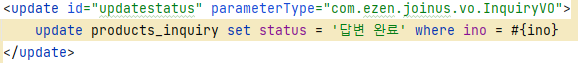 <update id="updatestatus" parameterType="com.ezen.joinus.vo.InquiryVO">
    update products_inquiry set status = '답변 완료' where ino = #{ino}
</update>